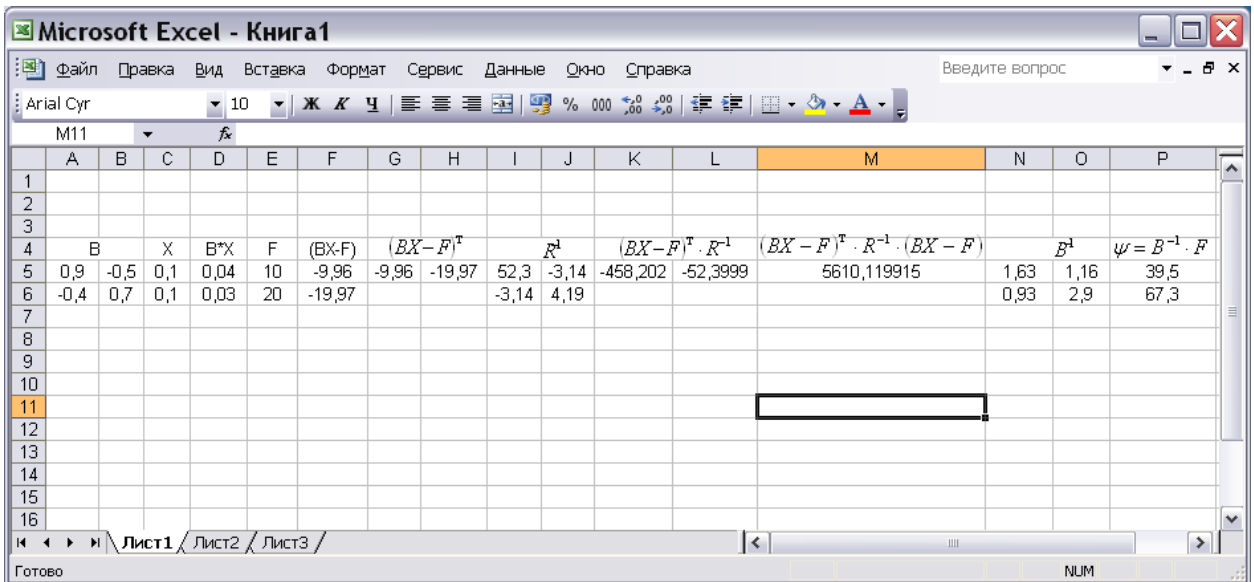 Microsoft Excel - Книга1
Файл Правка Вид Вставка Формат Сервис Данные Окно Справка Введите вопрос
Arial Cyr 10 Ж К Ч % 000 ,00 ,00 А
M11 fx
A B C D E F G H I J K L M N O P
1
2
3
4 B X B*X F (BX-F) (BX−F)ᵀ R¹ (BX−F)ᵀ · R⁻¹ (BX − F)ᵀ · R⁻¹ · (BX − F) B¹ ψ = B⁻¹ · F
5 0,9 -0,5 0,1 0,04 10 -9,96 -9,96 -19,97 52,3 -3,14 -458,202 -52,3999 5610,119915 1,63 1,16 39,5
6 -0,4 0,7 0,1 0,03 20 -19,97 -3,14 4,19 0,93 2,9 67,3
7
8
9
10
11
12
13
14
15
16
Лист1 Лист2 Лист3
Готово NUM